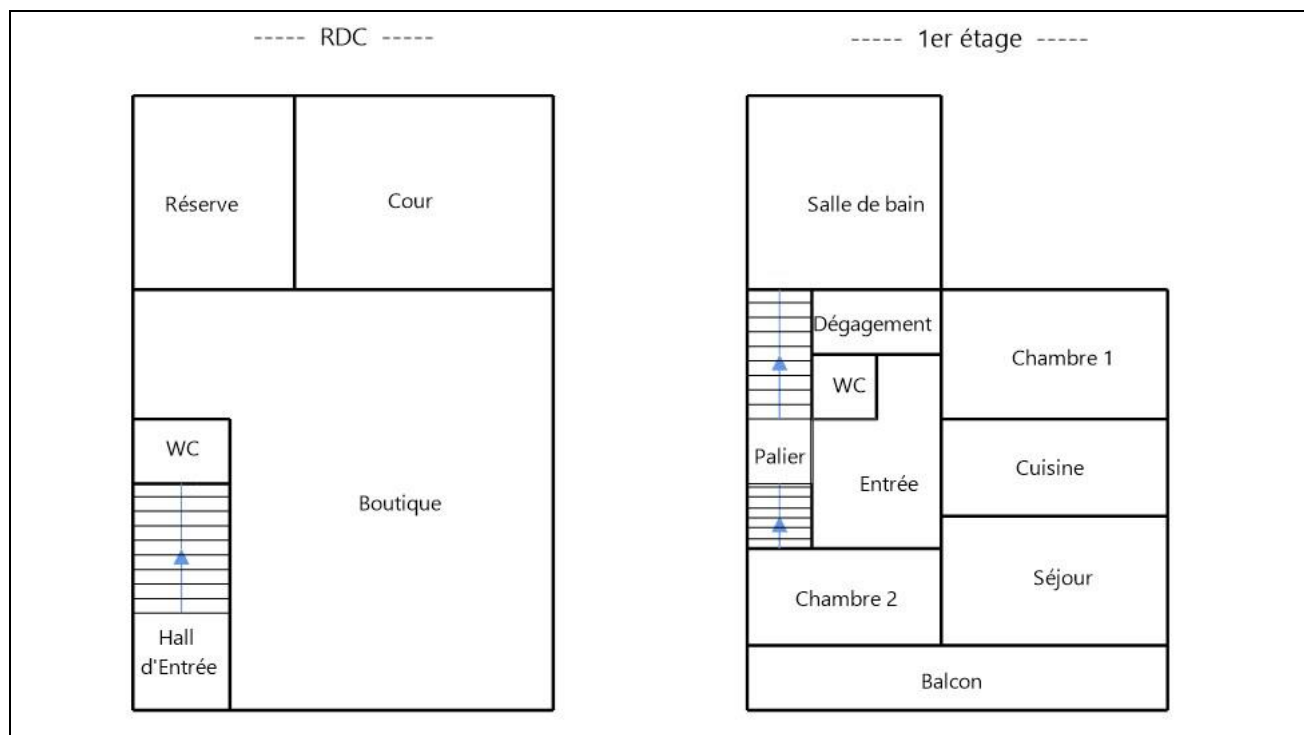 ----- RDC -----
Réserve
Cour
WC
Boutique
Hall
d'Entrée
----- 1er étage -----
Salle de bain
Dégagement
Chambre 1
WC
Palier
Entrée
Cuisine
Chambre 2
Séjour
Balcon